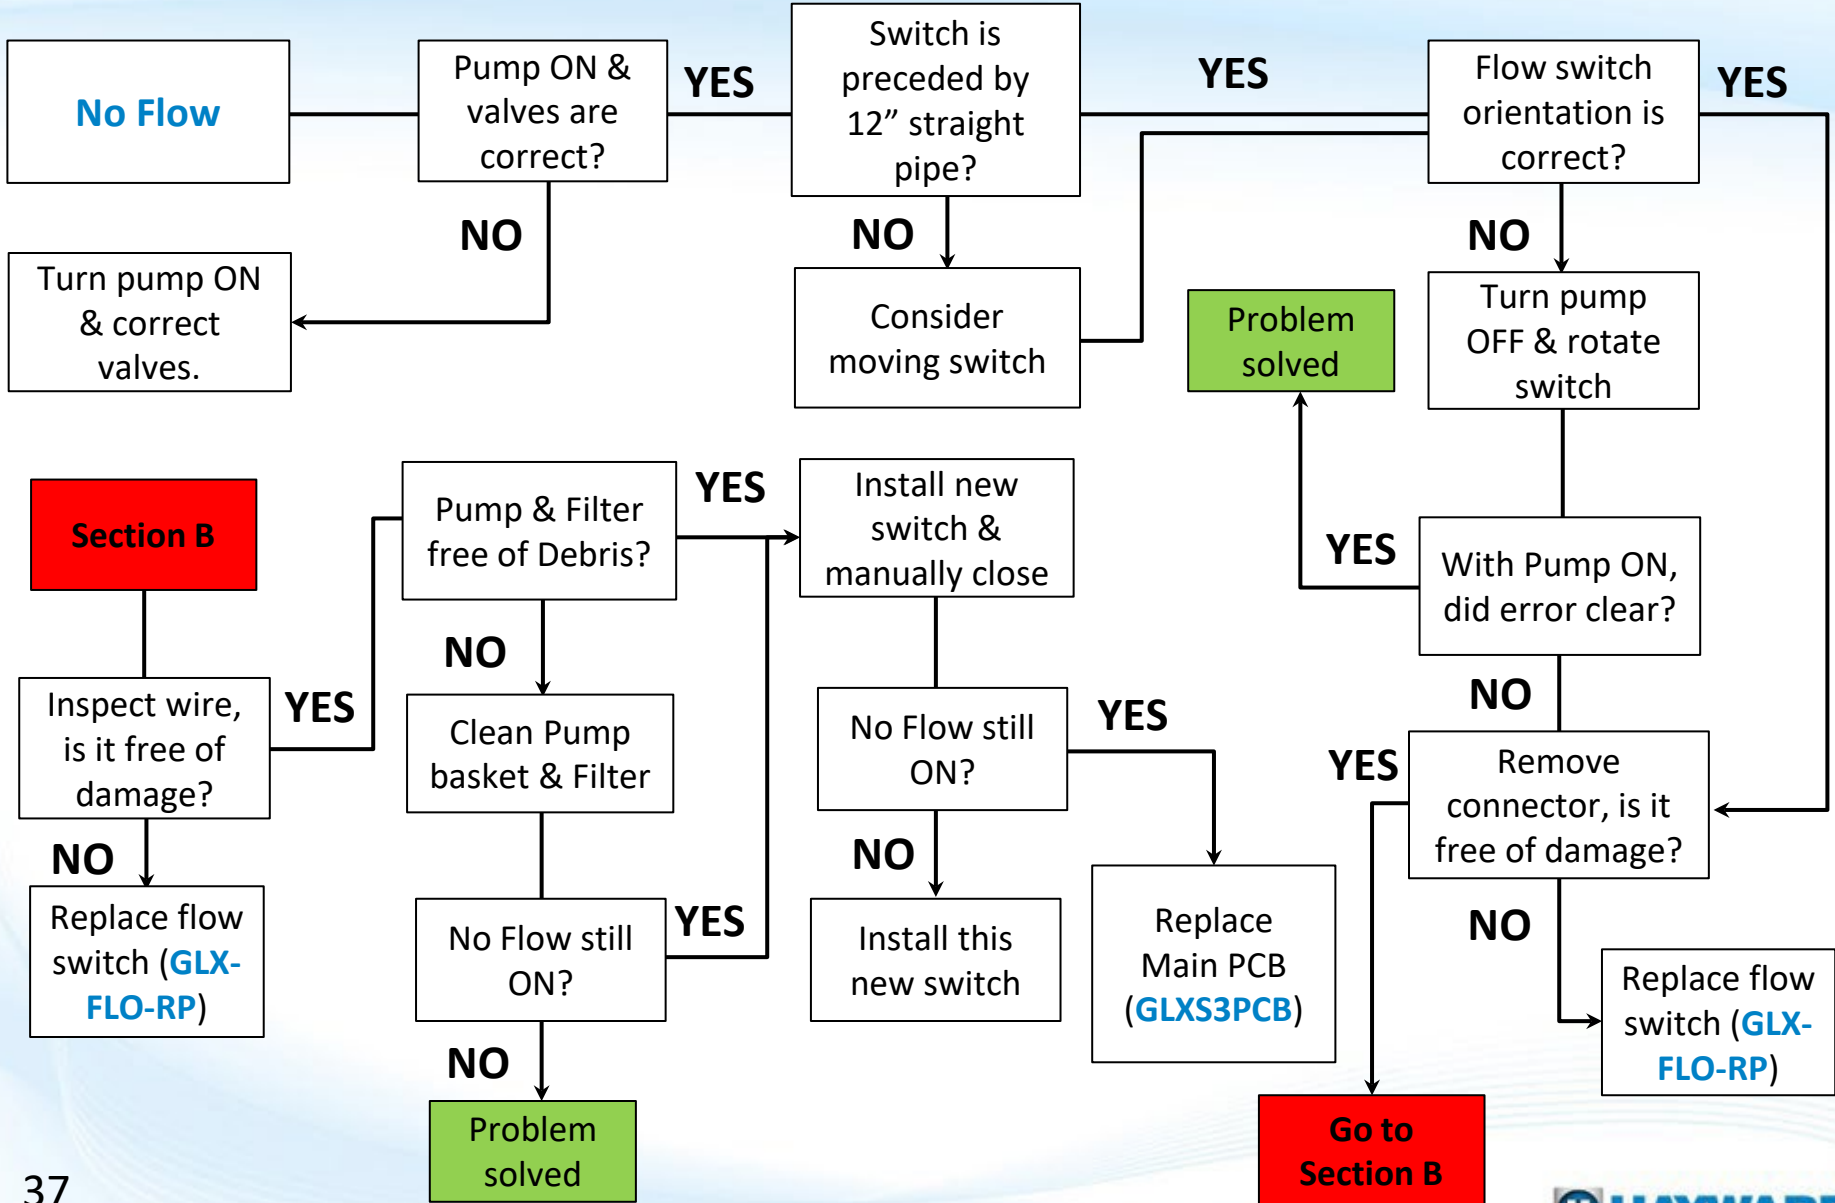 No Flow
Pump ON &
valves are
correct?
YES
Switch is
preceded by
12” straight
pipe?
YES
Flow switch
orientation is
correct?
YES
NO
NO
NO
Turn pump ON
& correct
valves.
Consider
moving switch
Problem
solved
Turn pump
OFF & rotate
switch
Section B
Pump & Filter
free of Debris?
YES
Install new
switch &
manually close
YES
With Pump ON,
did error clear?
NO
NO
Inspect wire,
is it free of
damage?
YES
Clean Pump
basket & Filter
No Flow still
ON?
YES
YES
Remove
connector, is it
free of damage?
NO
NO
NO
Replace flow
switch (GLX-
FLO-RP)
No Flow still
ON?
YES
Install this
new switch
Replace
Main PCB
(GLXS3PCB)
Replace flow
switch (GLX-
FLO-RP)
NO
Problem
solved
Go to
Section B
37